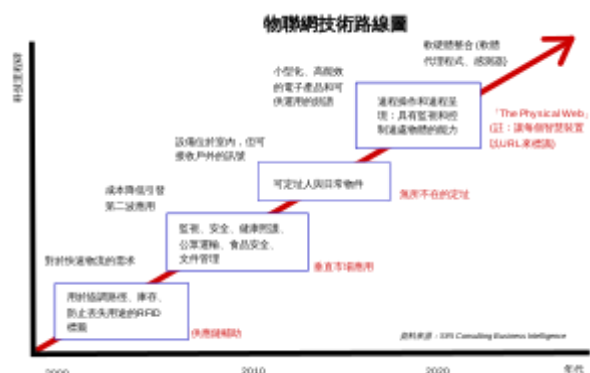 物聯網技術路線圖
科技里程碑
軟硬體整合 (軟體
代理程式、感測器)
小型化、高能效
的電子產品和可
供運用的頻譜
遠程操作和遠程呈
現：具有監視和控
制遠處物體的能力
「The Physical Web」
(註：讓每個智慧裝置
以URL來標識)
設備位於室內，但可
接收戶外的訊號
可定址人與日常物件
無所不在的定址
成本降低引發
第二波應用
監視、安全、健康照護、
公眾運輸、食品安全、
文件管理
垂直市場應用
對於快速物流的需求
用於協調路徑、庫存、
防止丟失用途的RFID
標籤
供應鏈輔助
資料來源：SRI Consulting Business Intelligence
2000
2010
2020
年代